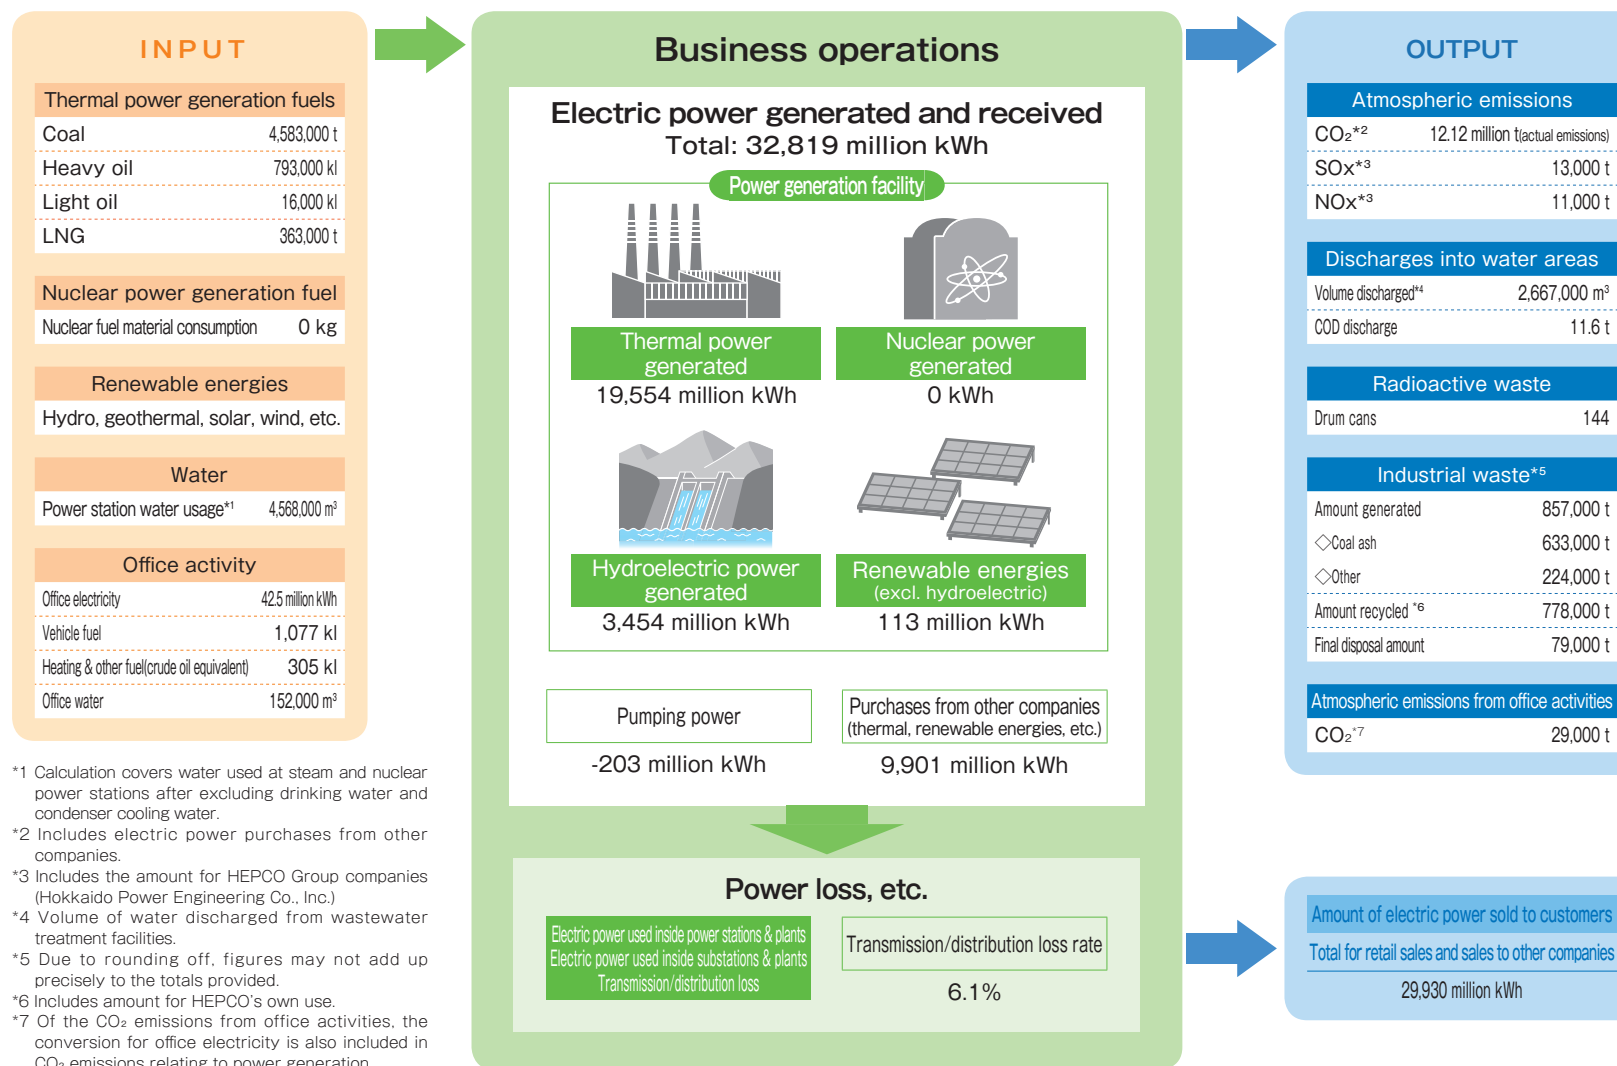 INPUT
Thermal power generation fuels
Coal 4,583,000 t
Heavy oil 793,000 kl
Light oil 16,000 kl
LNG 363,000 t
Nuclear power generation fuel
Nuclear fuel material consumption 0 kg
Renewable energies
Hydro, geothermal, solar, wind, etc.
Water
Power station water usage*1 4,568,000 m³
Office activity
Office electricity 42.5 million kWh
Vehicle fuel 1,077 kl
Heating & other fuel(crude oil equivalent) 305 kl
Office water 152,000 m³
*1 Calculation covers water used at steam and nuclear
power stations after excluding drinking water and
condenser cooling water.
*2 Includes electric power purchases from other
companies.
*3 Includes the amount for HEPCO Group companies
(Hokkaido Power Engineering Co., Inc.)
*4 Volume of water discharged from wastewater
treatment facilities.
*5 Due to rounding off, figures may not add up
precisely to the totals provided.
*6 Includes amount for HEPCO's own use.
*7 Of the CO₂ emissions from office activities, the
conversion for office electricity is also included in
CO₂ emissions relating to power generation.
Business operations
Electric power generated and received
Total: 32,819 million kWh
Power generation facility
Thermal power
generated
19,554 million kWh
Nuclear power
generated
0 kWh
Hydroelectric power
generated
3,454 million kWh
Renewable energies
(excl. hydroelectric)
113 million kWh
Pumping power
-203 million kWh
Purchases from other companies
(thermal, renewable energies, etc.)
9,901 million kWh
Power loss, etc.
Electric power used inside power stations & plants
Electric power used inside substations & plants
Transmission/distribution loss
Transmission/distribution loss rate
6.1%
OUTPUT
Atmospheric emissions
CO₂*2 12.12 million t(actual emissions)
SOx*3 13,000 t
NOx*3 11,000 t
Discharges into water areas
Volume discharged*4 2,667,000 m³
COD discharge 11.6 t
Radioactive waste
Drum cans 144
Industrial waste*5
Amount generated 857,000 t
◇Coal ash 633,000 t
◇Other 224,000 t
Amount recycled *6 778,000 t
Final disposal amount 79,000 t
Atmospheric emissions from office activities
CO₂*7 29,000 t
Amount of electric power sold to customers
Total for retail sales and sales to other companies
29,930 million kWh